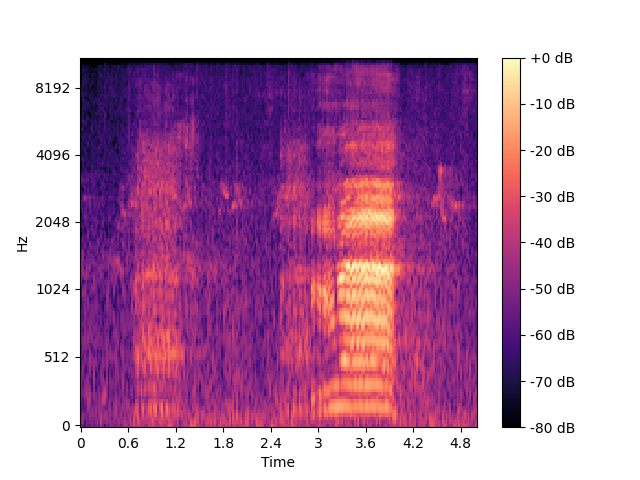 8192
4096
2048
1024
512
0
Hz
0 0.6 1.2 1.8 2.4 3 3.6 4.2 4.8
Time
+0 dB
-10 dB
-20 dB
-30 dB
-40 dB
-50 dB
-60 dB
-70 dB
-80 dB